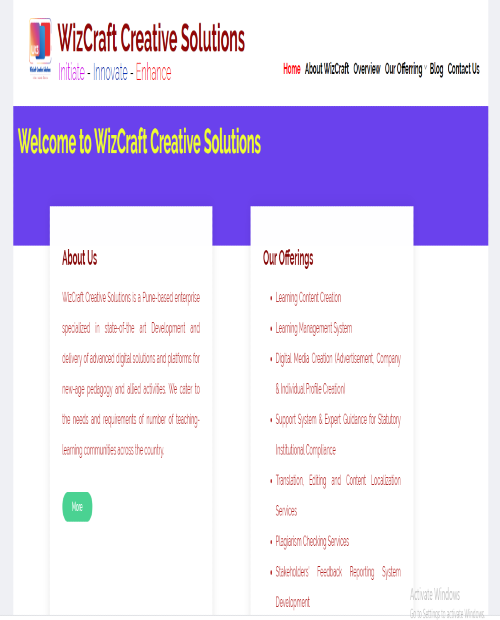 WizCraft Creative Solutions
Initiate - Innovate - Enhance
Home About WizCraft Overview Our Offerring Blog Contact Us
Welcome to WizCraft Creative Solutions
About Us
WizCraft Creative Solutions is a Pune-based enterprise
specialized in state-of-the art Development and
delivery of advanced digital solutions and platforms for
new-age pedagogy and allied activities. We cater to
the needs and requirements of number of teaching-
learning communities across the country.
More
Our Offerings
• Learning Content Creation
• Learning Management System
• Digital Media Creation (Advertisement, Company
& Individual Profile Creation)
• Support System & Expert Guidance for Statutory
Institutional Compliance
• Translation, Editing and Content Localization
Services
• Plagiarism Checking Services
• Stakeholders' Feedback Reporting System
Development
Activate Windows
Go to Settings to activate Windows.